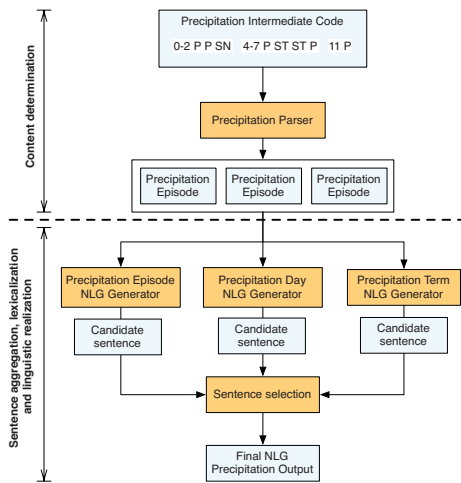 Precipitation Intermediate Code
0-2 P P SN 4-7 P ST ST P 11 P
Content determination
Precipitation Parser
Precipitation
Episode
Precipitation
Episode
Precipitation
Episode
Sentence aggregation, lexicalization
and linguistic realization
Precipitation Episode
NLG Generator
Precipitation Day
NLG Generator
Precipitation Term
NLG Generator
Candidate
sentence
Candidate
sentence
Candidate
sentence
Sentence selection
Final NLG
Precipitation Output